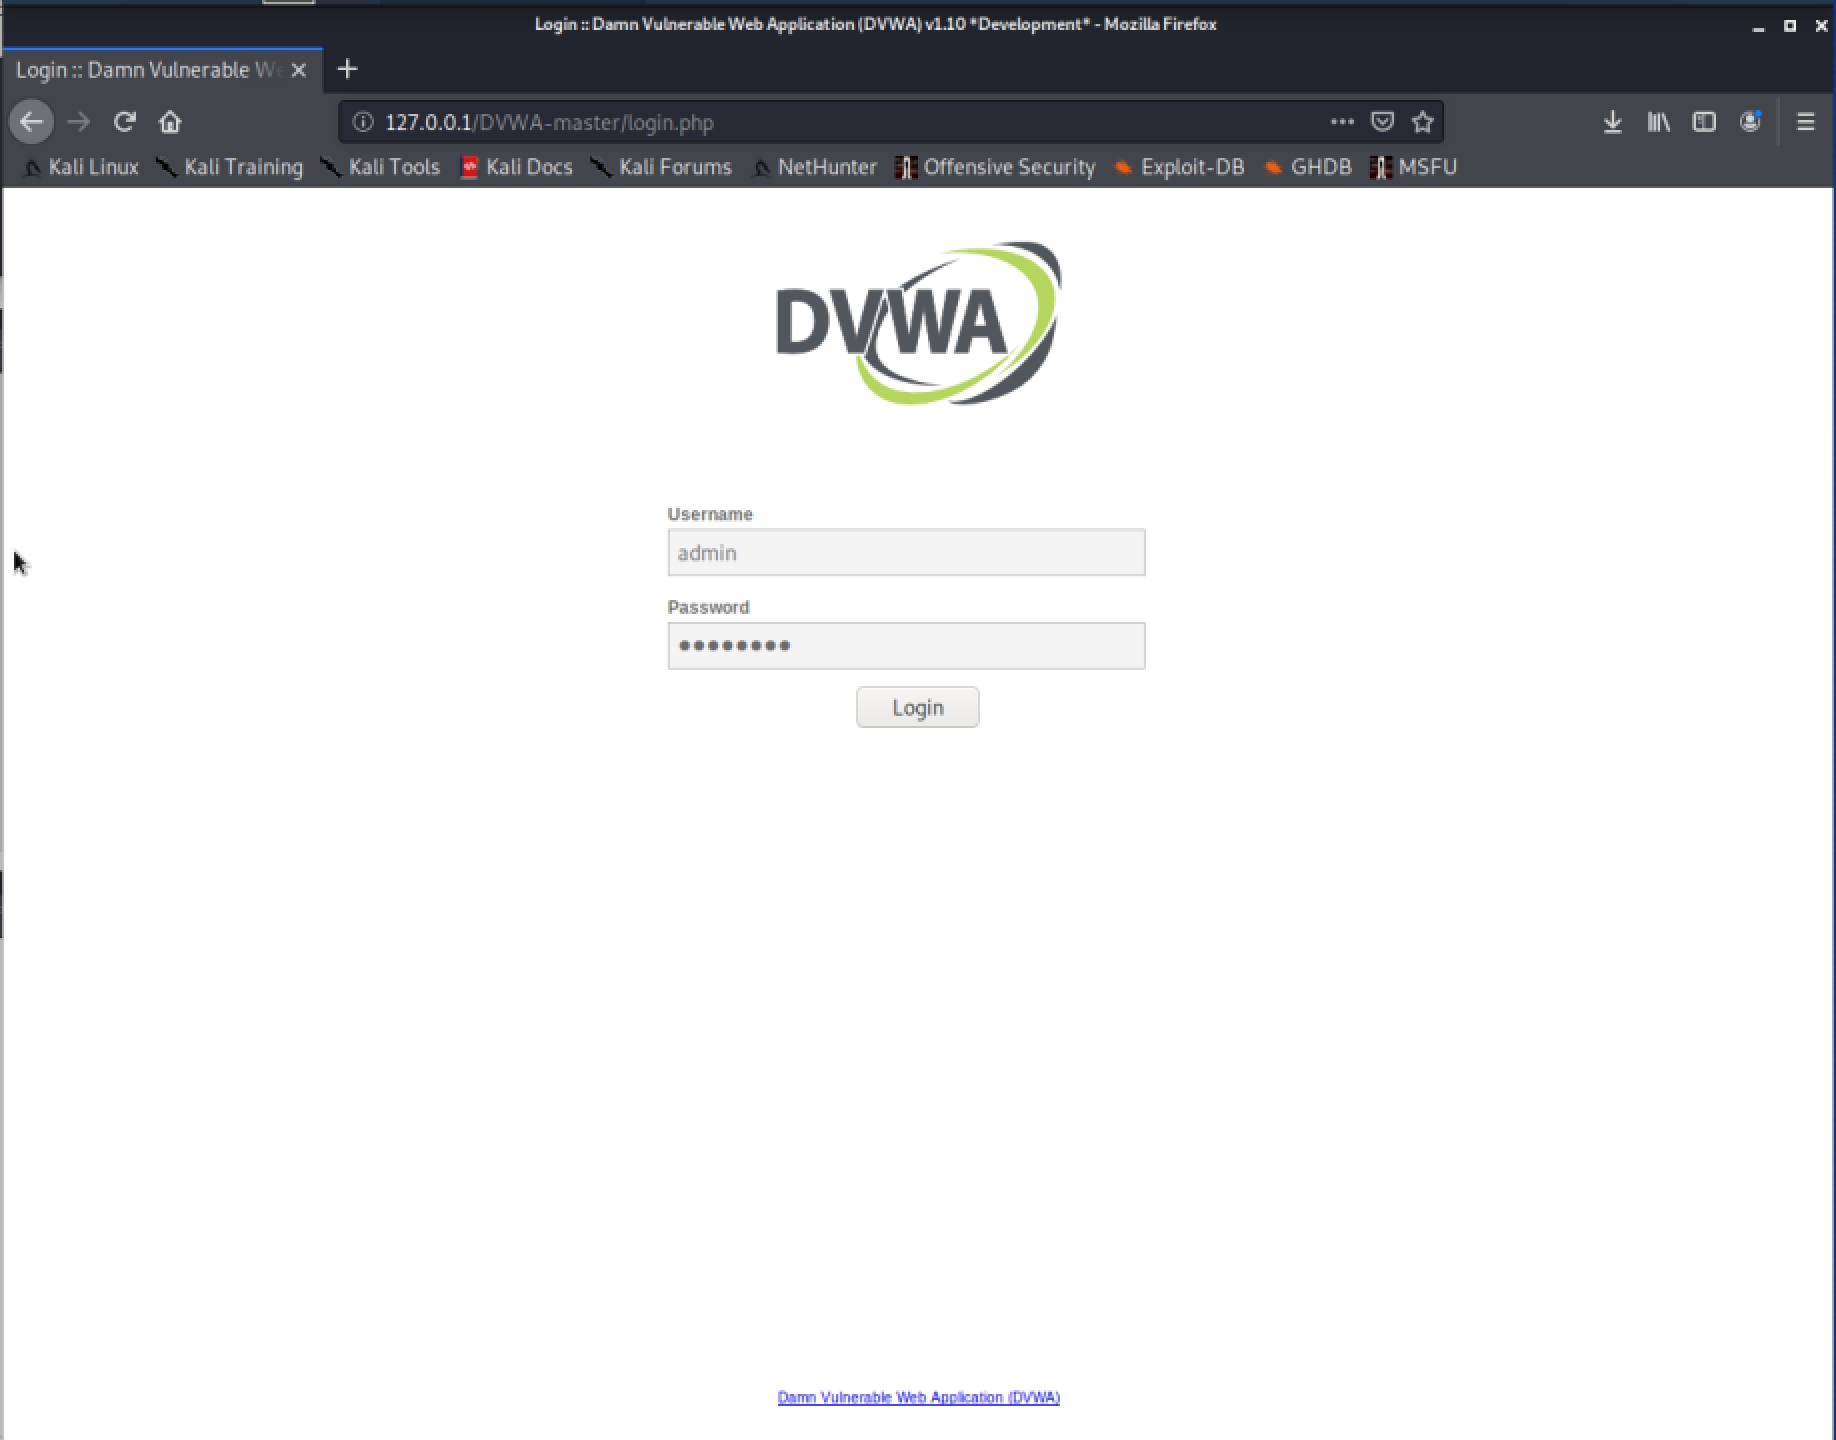 Login :: Damn Vulnerable Web Application (DVWA) v1.10 *Development* - Mozilla Firefox
Login :: Damn Vulnerable We
127.0.0.1/DVWA-master/login.php
Kali Linux Kali Training Kali Tools Kali Docs Kali Forums NetHunter Offensive Security Exploit-DB GHDB MSFU
DVWA
Username
admin
Password
Login
Damn Vulnerable Web Application (DVWA)